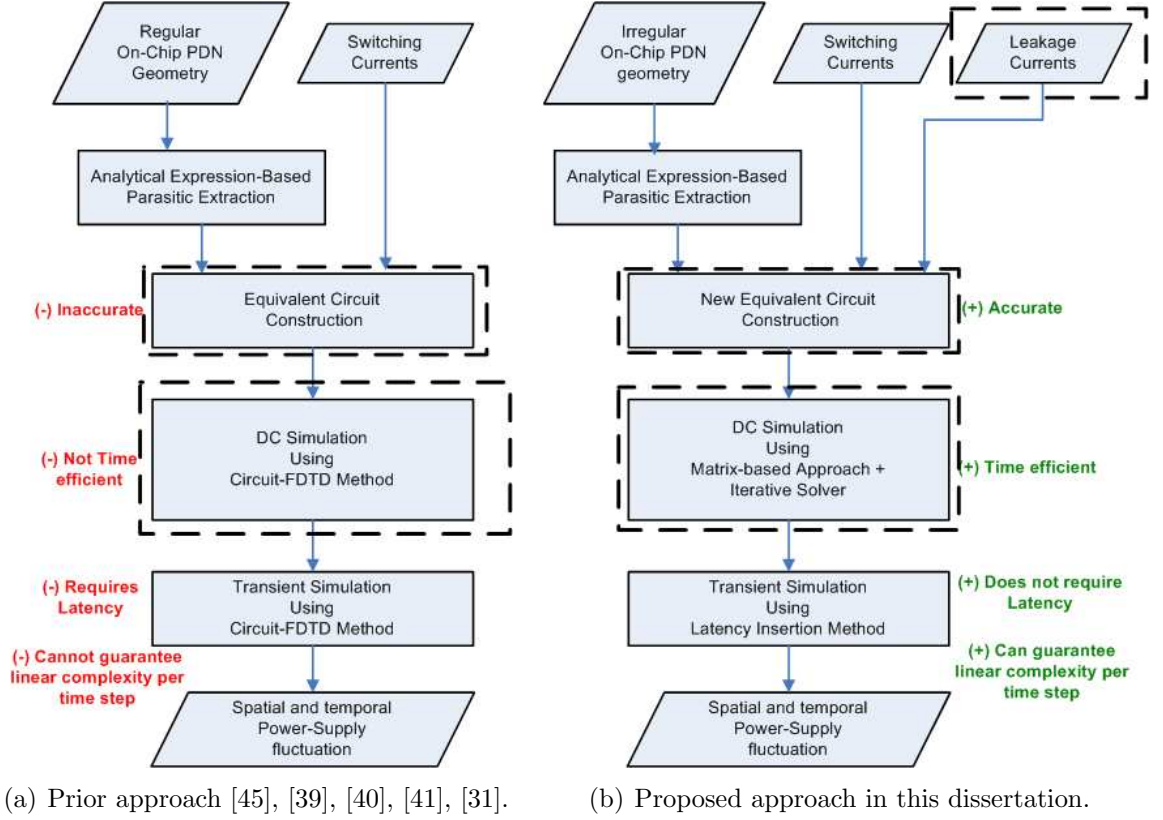 Regular
On-Chip PDN
Geometry
Switching
Currents
Analytical Expression-Based
Parasitic Extraction
(-) Inaccurate
Equivalent Circuit
Construction
(-) Not Time
efficient
DC Simulation
Using
Circuit-FDTD Method
(-) Requires
Latency
Transient Simulation
Using
Circuit-FDTD Method
(-) Cannot guarantee
linear complexity per
time step
Spatial and temporal
Power-Supply
fluctuation
(a) Prior approach [45], [39], [40], [41], [31].
Irregular
On-Chip PDN
geometry
Switching
Currents
Leakage
Currents
Analytical Expression-Based
Parasitic Extraction
New Equivalent Circuit
Construction
(+) Accurate
DC Simulation
Using
Matrix-based Approach +
Iterative Solver
(+) Time efficient
Transient Simulation
Using
Latency Insertion Method
(+) Does not require
Latency
(+) Can guarantee
linear complexity per
time step
Spatial and temporal
Power-Supply
fluctuation
(b) Proposed approach in this dissertation.